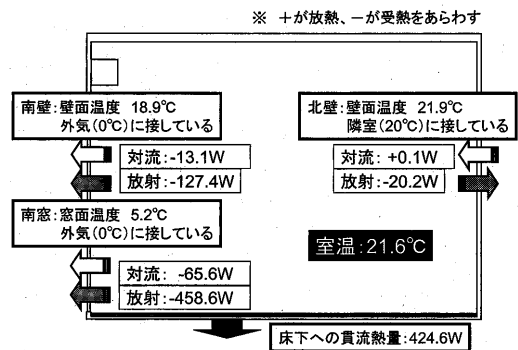 ※ ＋が放熱、－が受熱をあらわす
南壁:壁面温度 18.9℃
外気(0℃)に接している
対流:-13.1W
放射:-127.4W
南窓:窓面温度 5.2℃
外気(0℃)に接している
対流: -65.6W
放射:-458.6W
北壁:壁面温度 21.9℃
隣室(20℃)に接している
対流:+0.1W
放射:-20.2W
室温:21.6℃
床下への貫流熱量:424.6W